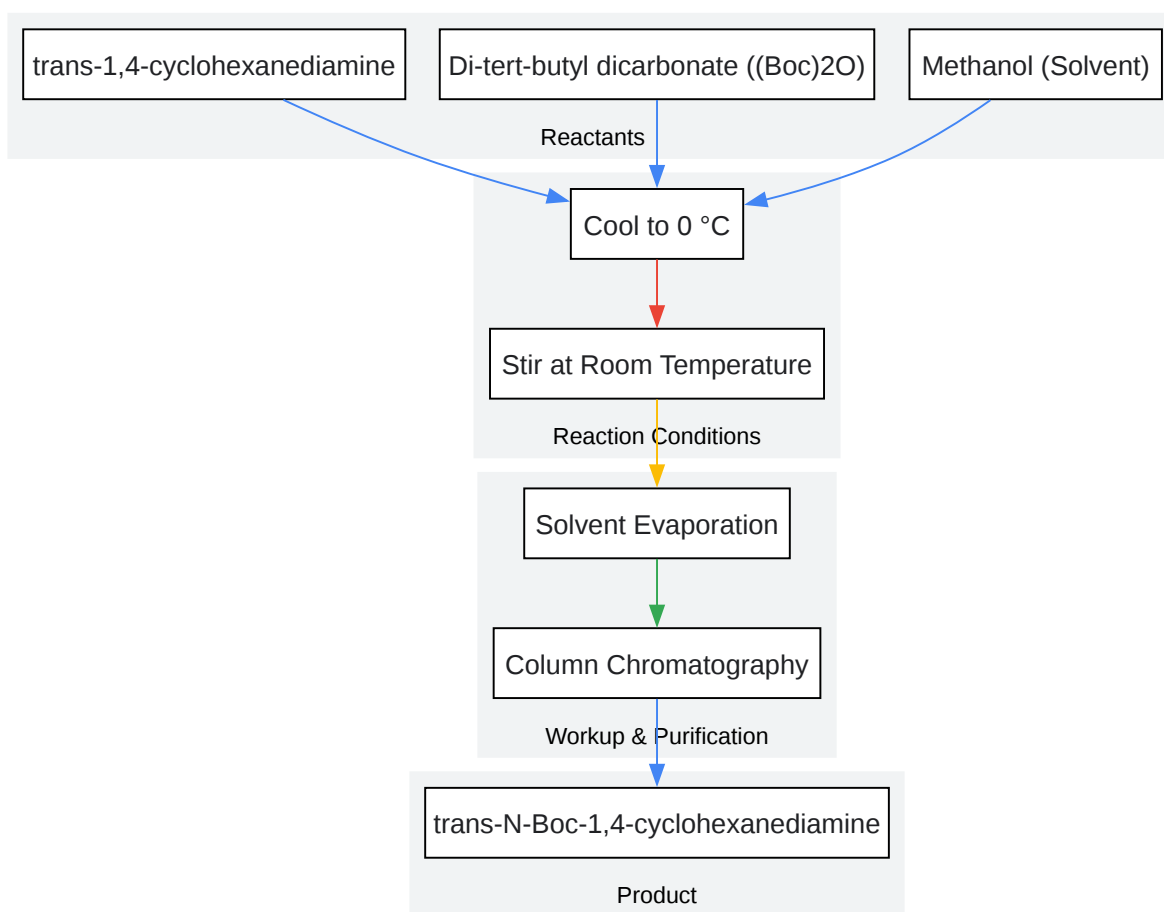 trans-1,4-cyclohexanediamine
Di-tert-butyl dicarbonate ((Boc)2O)
Methanol (Solvent)
Reactants
Cool to 0 °C
Stir at Room Temperature
Reaction Conditions
Solvent Evaporation
Column Chromatography
Workup & Purification
trans-N-Boc-1,4-cyclohexanediamine
Product